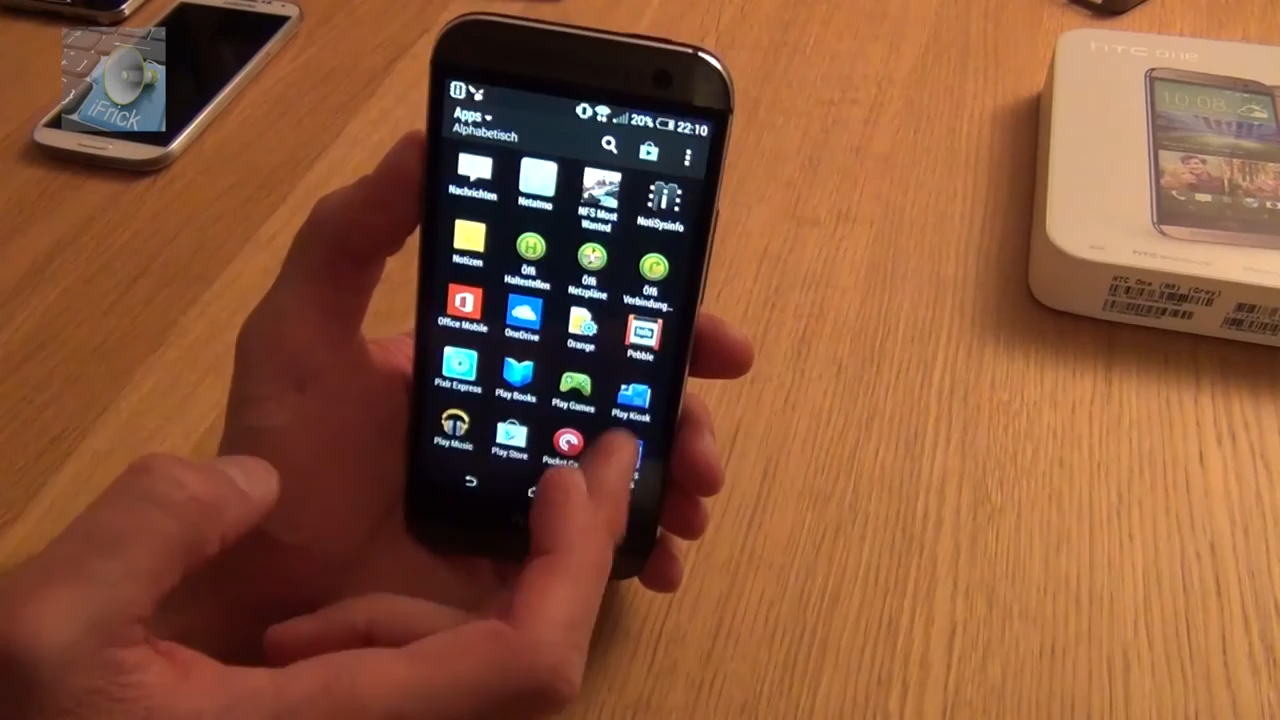 iFrick
20% 22:10
Apps
Alphabetisch
Nachrichten
Netatmo
NFS Most
Wanted
NotiSysinfo
Notizen
Öffi
Haltestellen
Öffi
Netzpläne
Öffi
Verbindung...
Office Mobile
OneDrive
Orange
hello
Pebble
Pixlr Express
Play Books
Play Games
Play Kiosk
Play Music
Play Store
hTC one
10:08
HTC One (M8) (Grey)